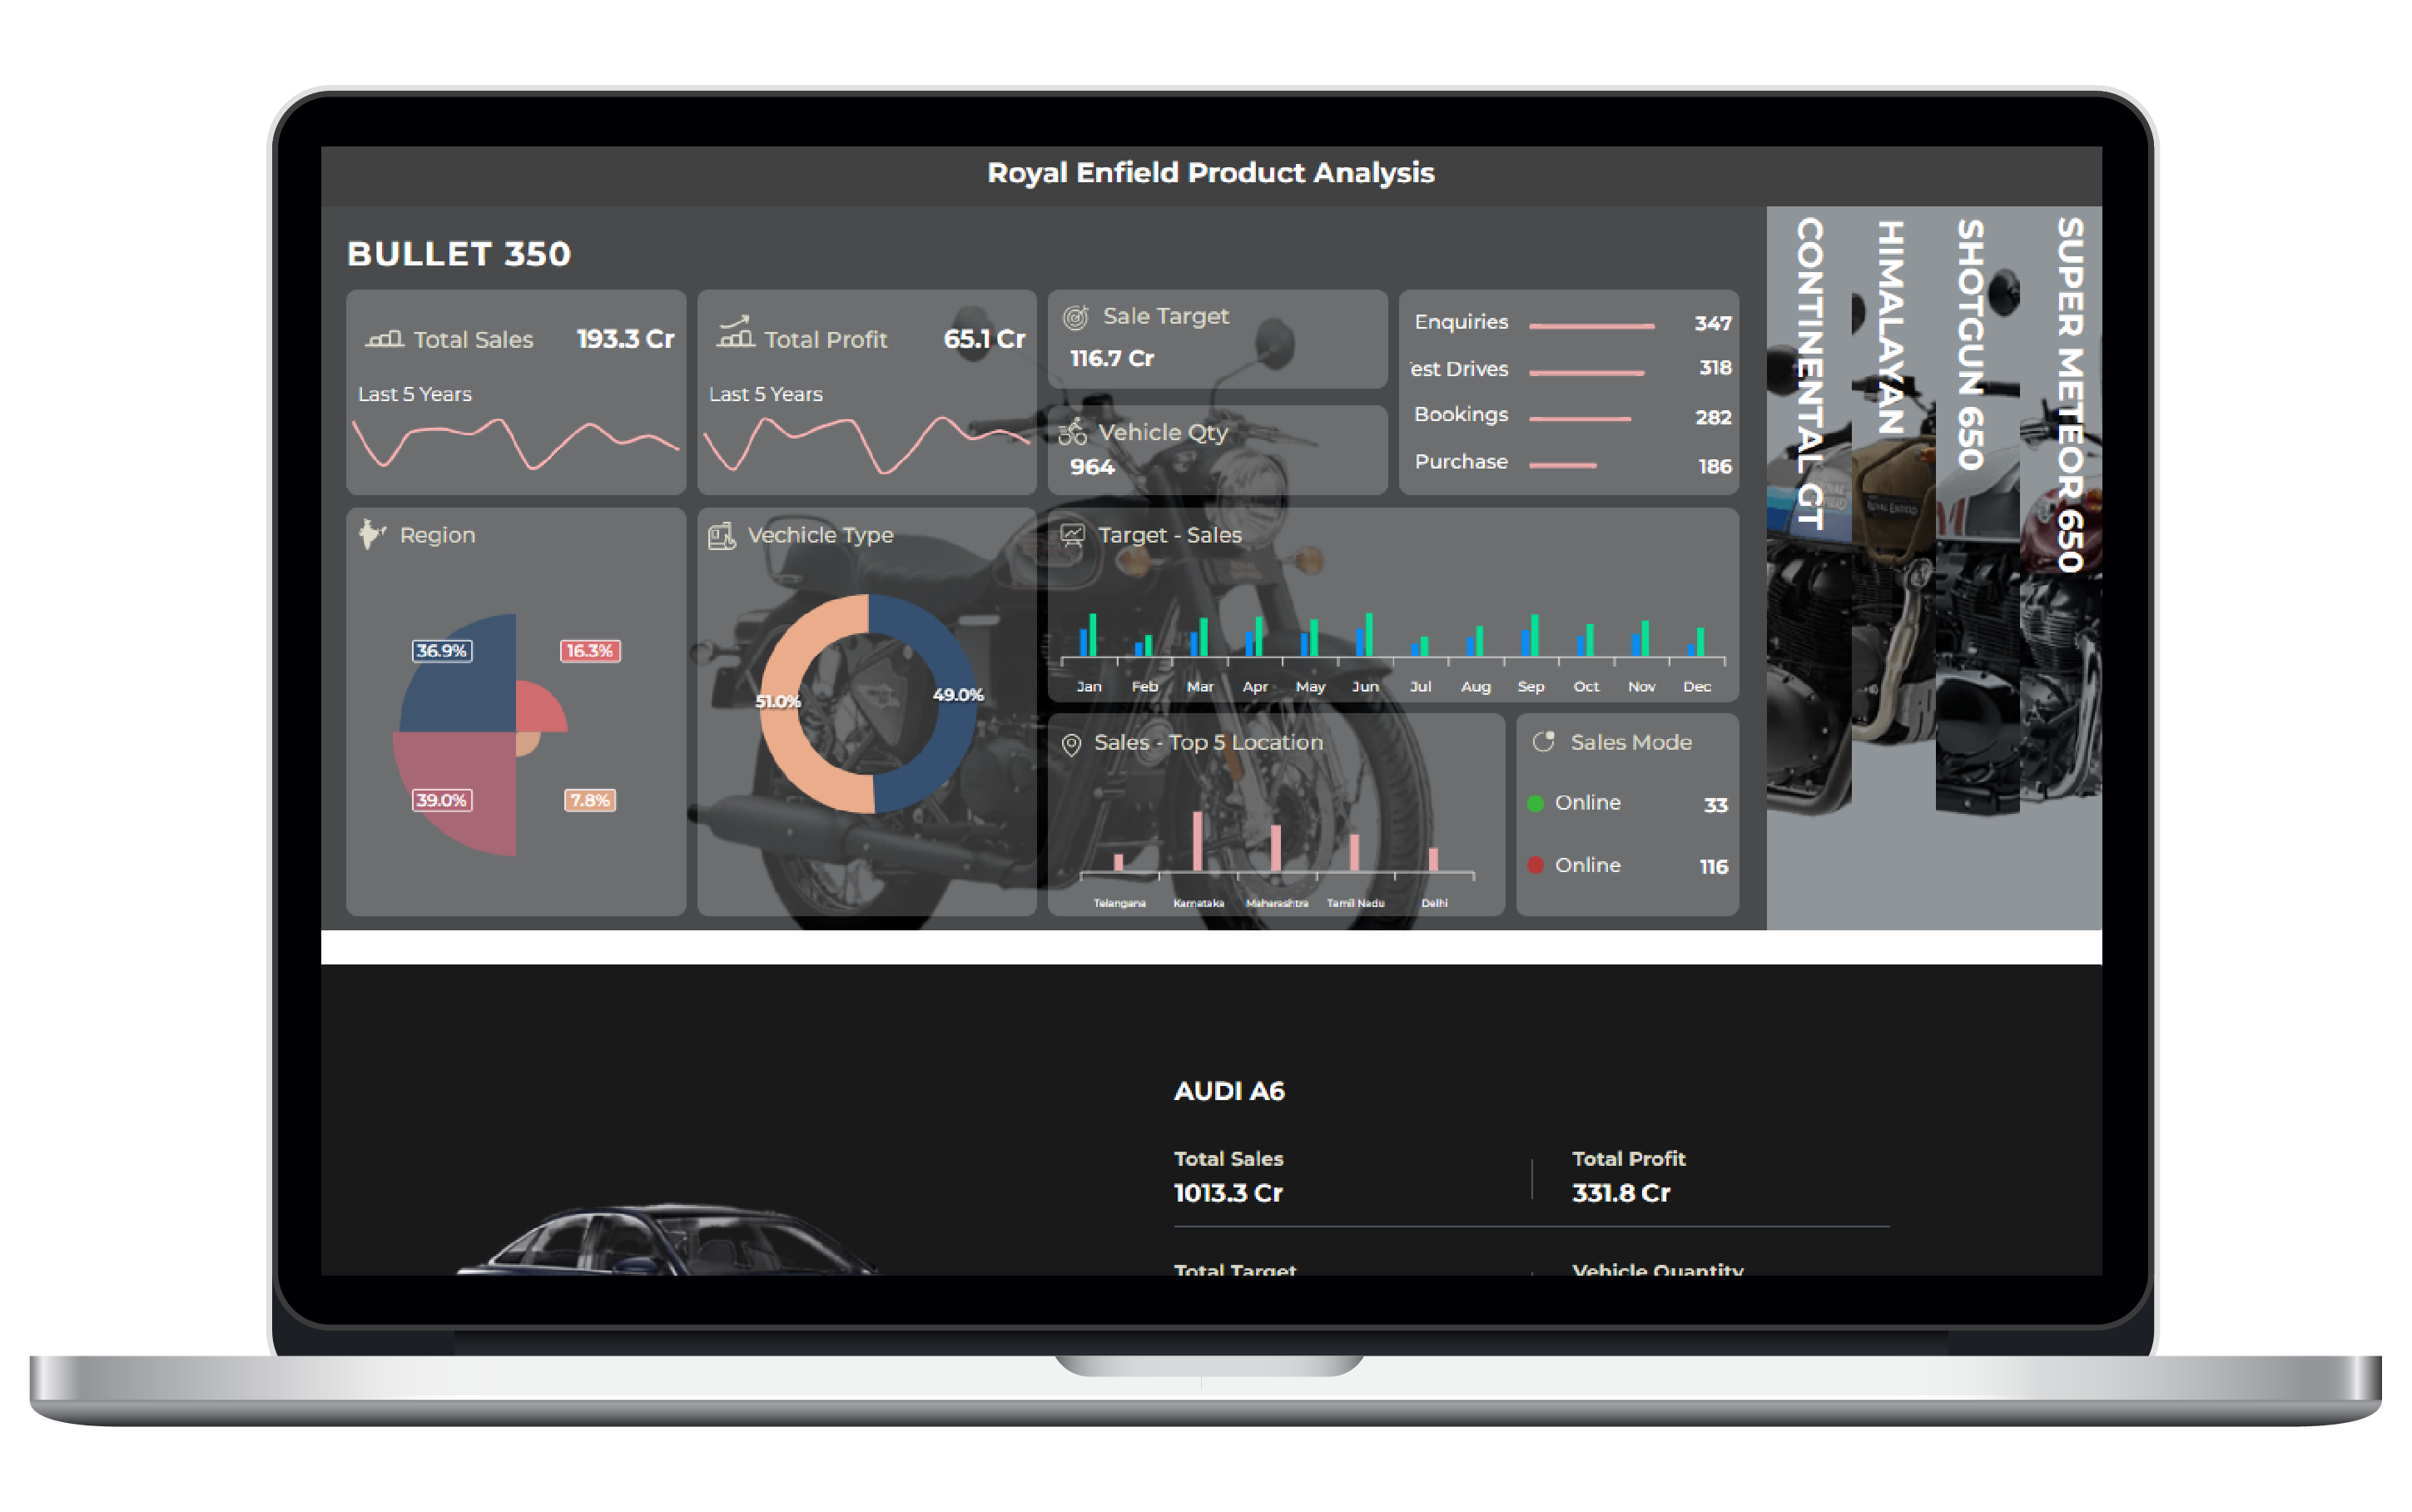 Royal Enfield Product Analysis
BULLET 350
Total Sales 193.3 Cr
Last 5 Years
Total Profit 65.1 Cr
Last 5 Years
Sale Target
116.7 Cr
Vehicle Qty
964
Enquiries 347
Test Drives 318
Bookings 282
Purchase 186
Region
36.9%
16.3%
39.0%
7.8%
Vechicle Type
51.0%
49.0%
Target - Sales
Jan Feb Mar Apr May Jun Jul Aug Sep Oct Nov Dec
Sales - Top 5 Location
Telangana Karnataka Maharashtra Tamil Nadu Delhi
Sales Mode
Online 33
Online 116
CONTINENTAL GT
HIMALAYAN
SHOTGUN 650
SUPER METEOR 650
ROYAL ENFIELD
AUDI A6
Total Sales
1013.3 Cr
Total Profit
331.8 Cr
Total Target
Vehicle Quantity